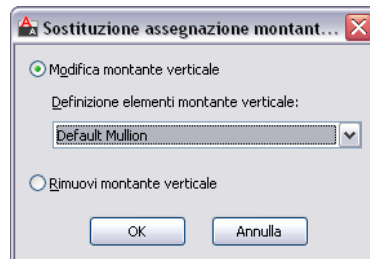 Sostituzione assegnazione montant...
Modifica montante verticale
Definizione elementi montante verticale:
Default Mullion
Rimuovi montante verticale
OK
Annulla